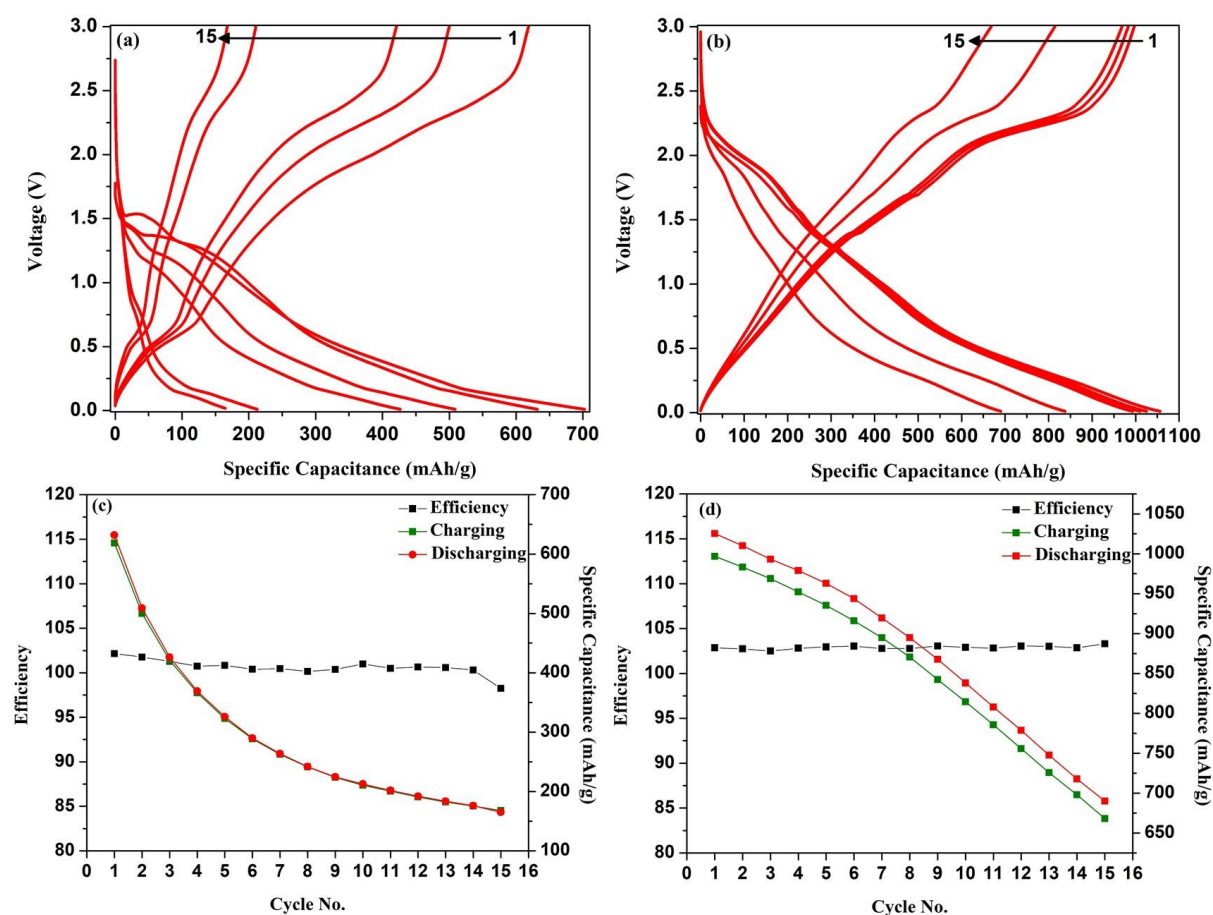 (a)
15
1
3.0
2.5
2.0
1.5
1.0
0.5
0.0
Voltage (V)
0 100 200 300 400 500 600 700
Specific Capacitance (mAh/g)
(b)
15
1
3.0
2.5
2.0
1.5
1.0
0.5
0.0
Voltage (V)
0 100 200 300 400 500 600 700 800 900 1000 1100
Specific Capacitance (mAh/g)
(c)
Efficiency
Charging
Discharging
120
115
110
105
100
95
90
85
80
Efficiency
700
600
500
400
300
200
100
Specific Capacitance (mAh/g)
0 1 2 3 4 5 6 7 8 9 10 11 12 13 14 15 16
Cycle No.
(d)
Efficiency
Charging
Discharging
120
115
110
105
100
95
90
85
80
Efficiency
1050
1000
950
900
850
800
750
700
650
Specific Capacitance (mAh/g)
0 1 2 3 4 5 6 7 8 9 10 11 12 13 14 15 16
Cycle No.